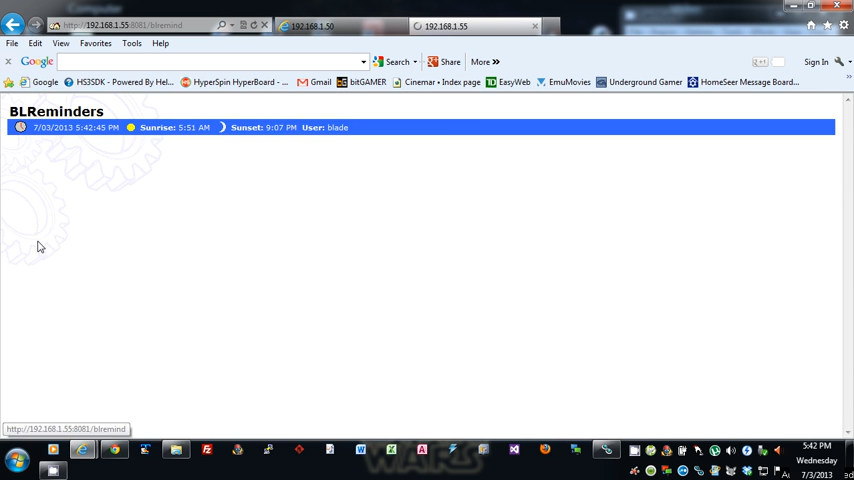 Computer
http://192.168.1.55:8081/blremind
192.168.1.50
192.168.1.55
File Edit View Favorites Tools Help
Google Search Share More »
Sign In
Google HS3SDK - Powered By Hel... HyperSpin HyperBoard - ... Gmail bitGAMER Cinemar • Index page EasyWeb EmuMovies Underground Gamer HomeSeer Message Board...
BLReminders
7/03/2013 5:42:45 PM Sunrise: 5:51 AM Sunset: 9:07 PM User: blade
http://192.168.1.55:8081/blremind
5:42 PM
Wednesday
7/3/2013
WARS